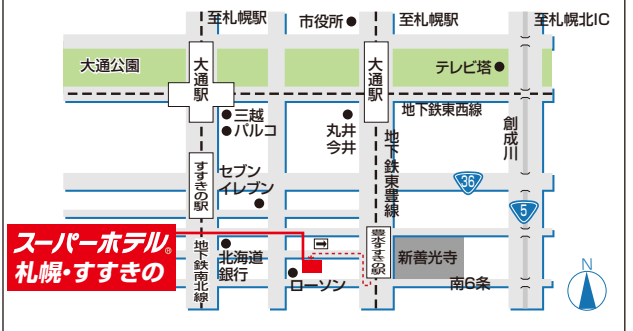 至札幌駅
市役所
至札幌駅
至札幌北IC
大通公園
大通駅
大通駅
テレビ塔
地下鉄東西線
三越
パルコ
丸井
今井
創成川
地下鉄東豊線
すすきの駅
セブン
イレブン
36
5
スーパーホテル®
札幌・すすきの
地下鉄南北線
北海道
銀行
ローソン
豊水すすきの駅
新善光寺
南6条
N